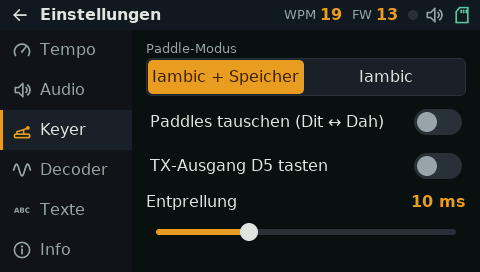 Einstellungen WPM 19 FW 13
Tempo
Audio
Keyer
Decoder
ABC Texte
Info
Paddle-Modus
Iambic + Speicher Iambic
Paddles tauschen (Dit ↔ Dah)
TX-Ausgang D5 tasten
Entprellung 10 ms